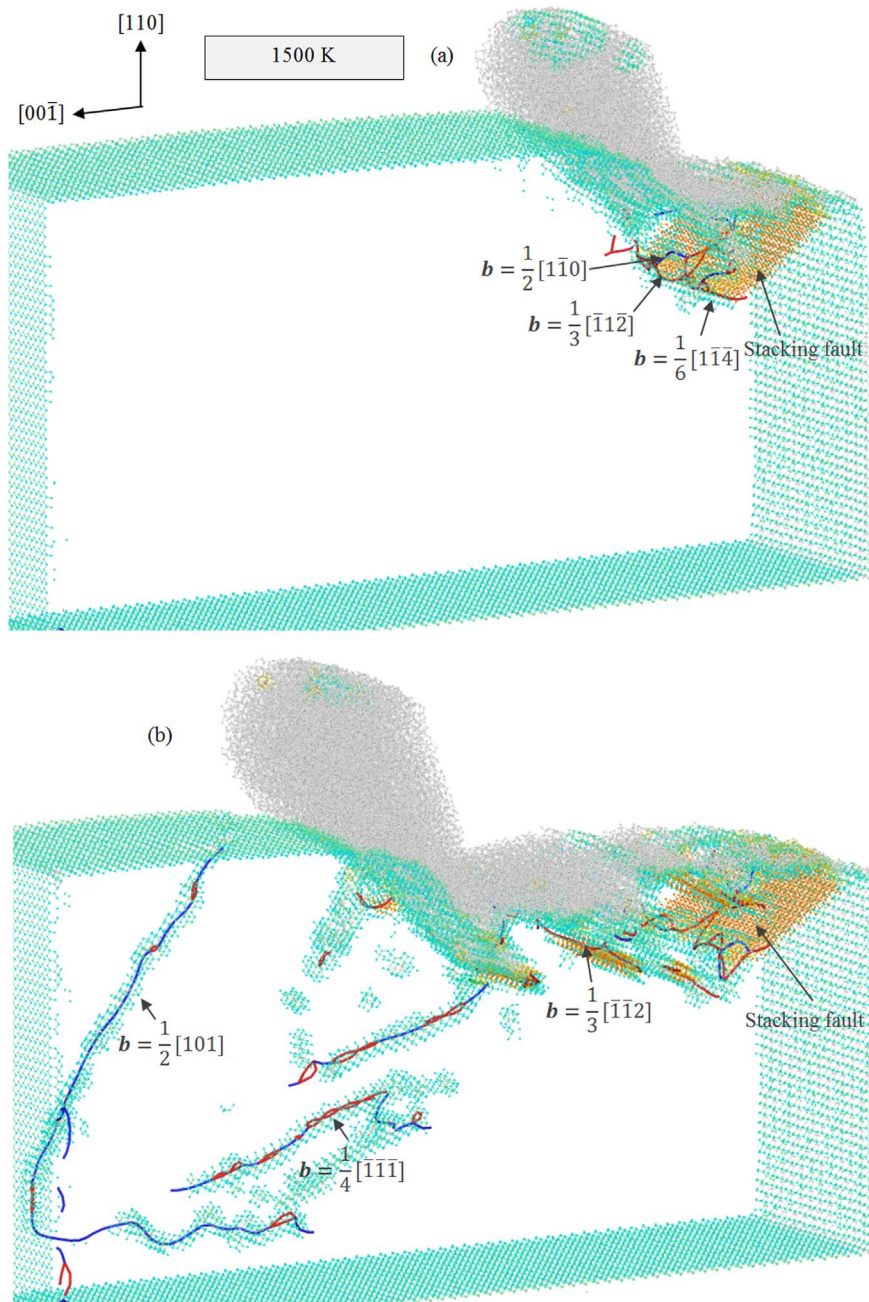 [110]
1500 K
(a)
[001̄]
b = 1/2 [11̄0]
b = 1/3 [1̄12̄]
b = 1/6 [11̄4̄]
Stacking fault
(b)
b = 1/2 [101]
b = 1/3 [1̄1̄2]
Stacking fault
b = 1/4 [1̄1̄1̄]